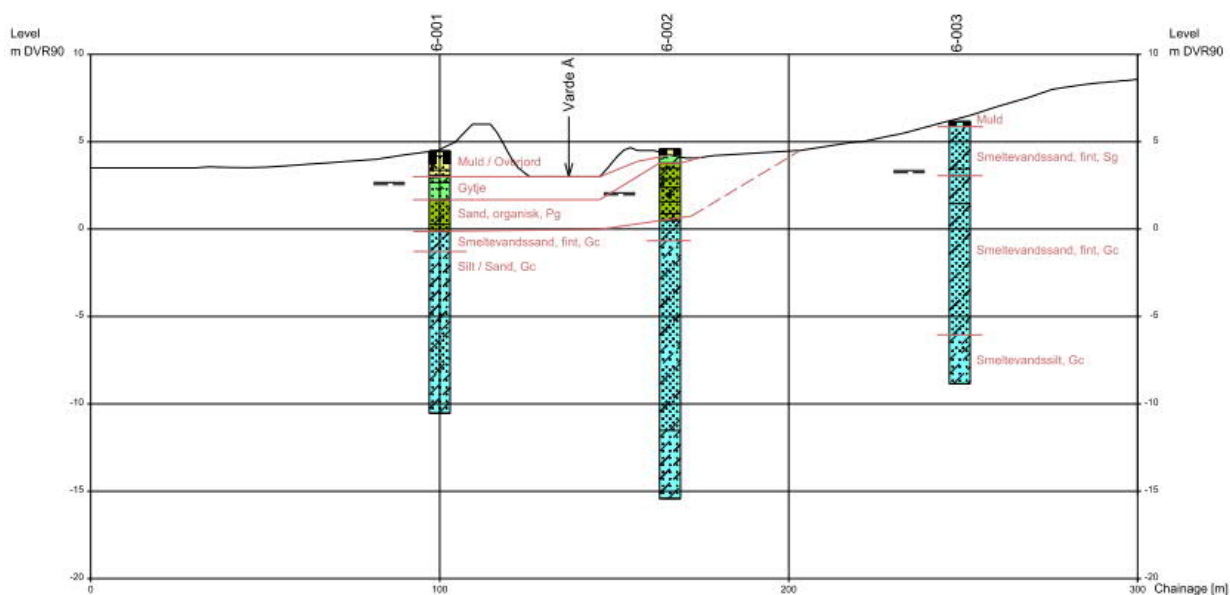 Level
m DVR90
6-001
6-002
6-003
Level
m DVR90
10
10
Varde Å
5
5
Muld
Muld / Overjord
Smeltevandssand, fint, Sg
Gytje
Sand, organisk, Pg
0
0
Smeltevandssand, fint, Gc
Smeltevandssand, fint, Gc
Silt / Sand, Gc
-5
-5
Smeltevandssilt, Gc
-10
-10
-15
-15
-20
-20
0
100
200
300
Chainage [m]